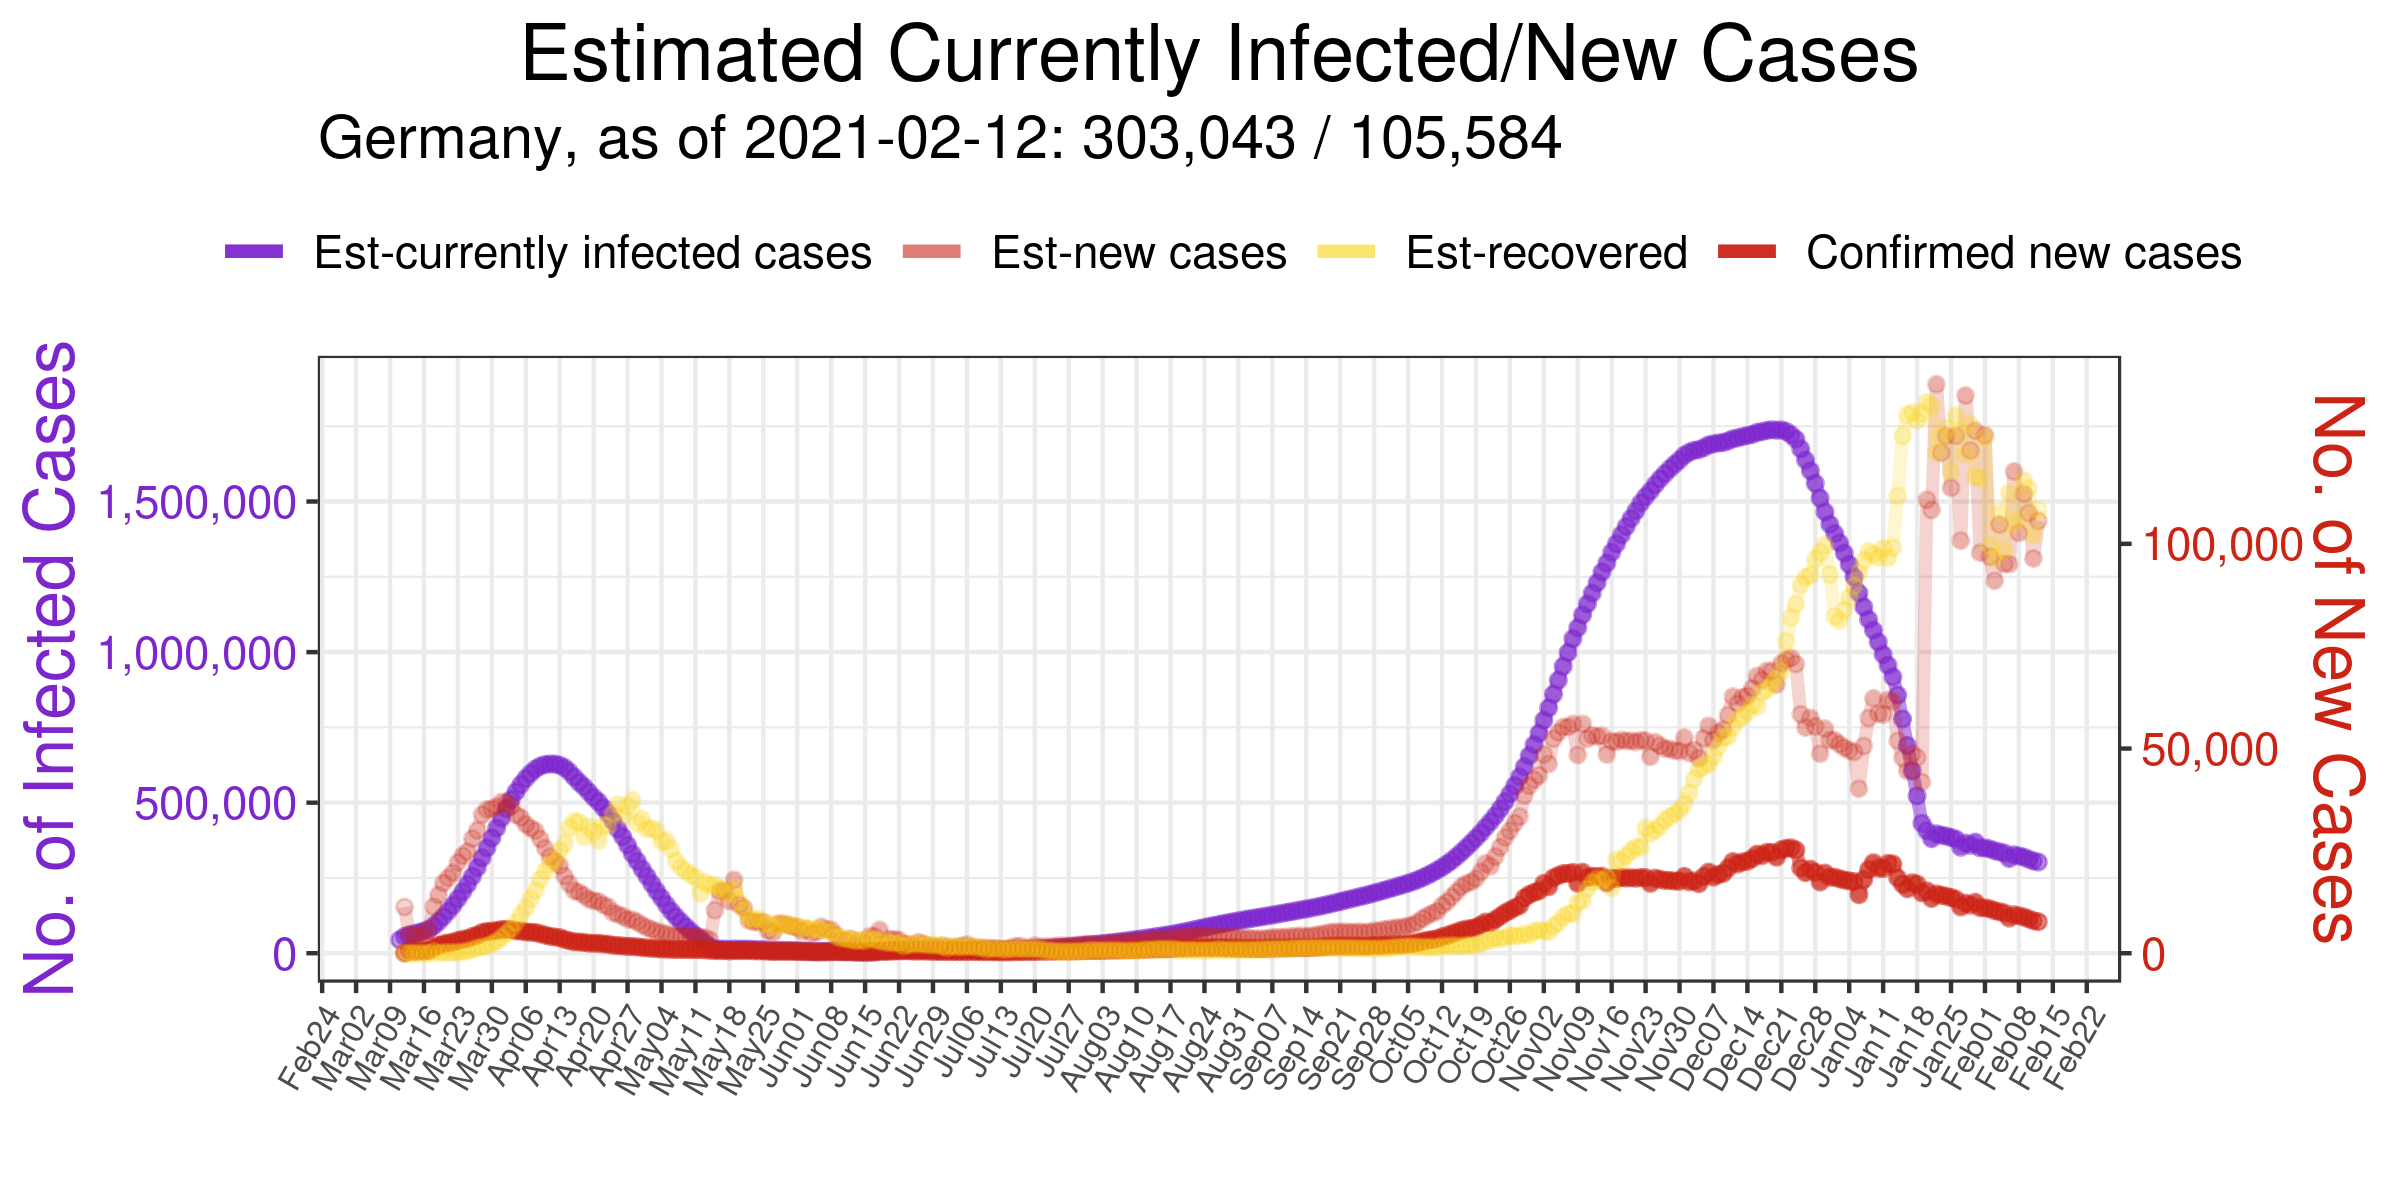 Estimated Currently Infected/New Cases
Germany, as of 2021-02-12: 303,043 / 105,584
Est-currently infected cases Est-new cases Est-recovered Confirmed new cases
No. of Infected Cases
1,500,000
1,000,000
500,000
0
100,000
50,000
0
No. of New Cases
Feb24 Mar02 Mar09 Mar16 Mar23 Mar30 Apr06 Apr13 Apr20 Apr27 May04 May11 May18 May25 Jun01 Jun08 Jun15 Jun22 Jun29 Jul06 Jul13 Jul20 Jul27 Aug03 Aug10 Aug17 Aug24 Aug31 Sep07 Sep14 Sep21 Sep28 Oct05 Oct12 Oct19 Oct26 Nov02 Nov09 Nov16 Nov23 Nov30 Dec07 Dec14 Dec21 Dec28 Jan04 Jan11 Jan18 Jan25 Feb01 Feb08 Feb15 Feb22